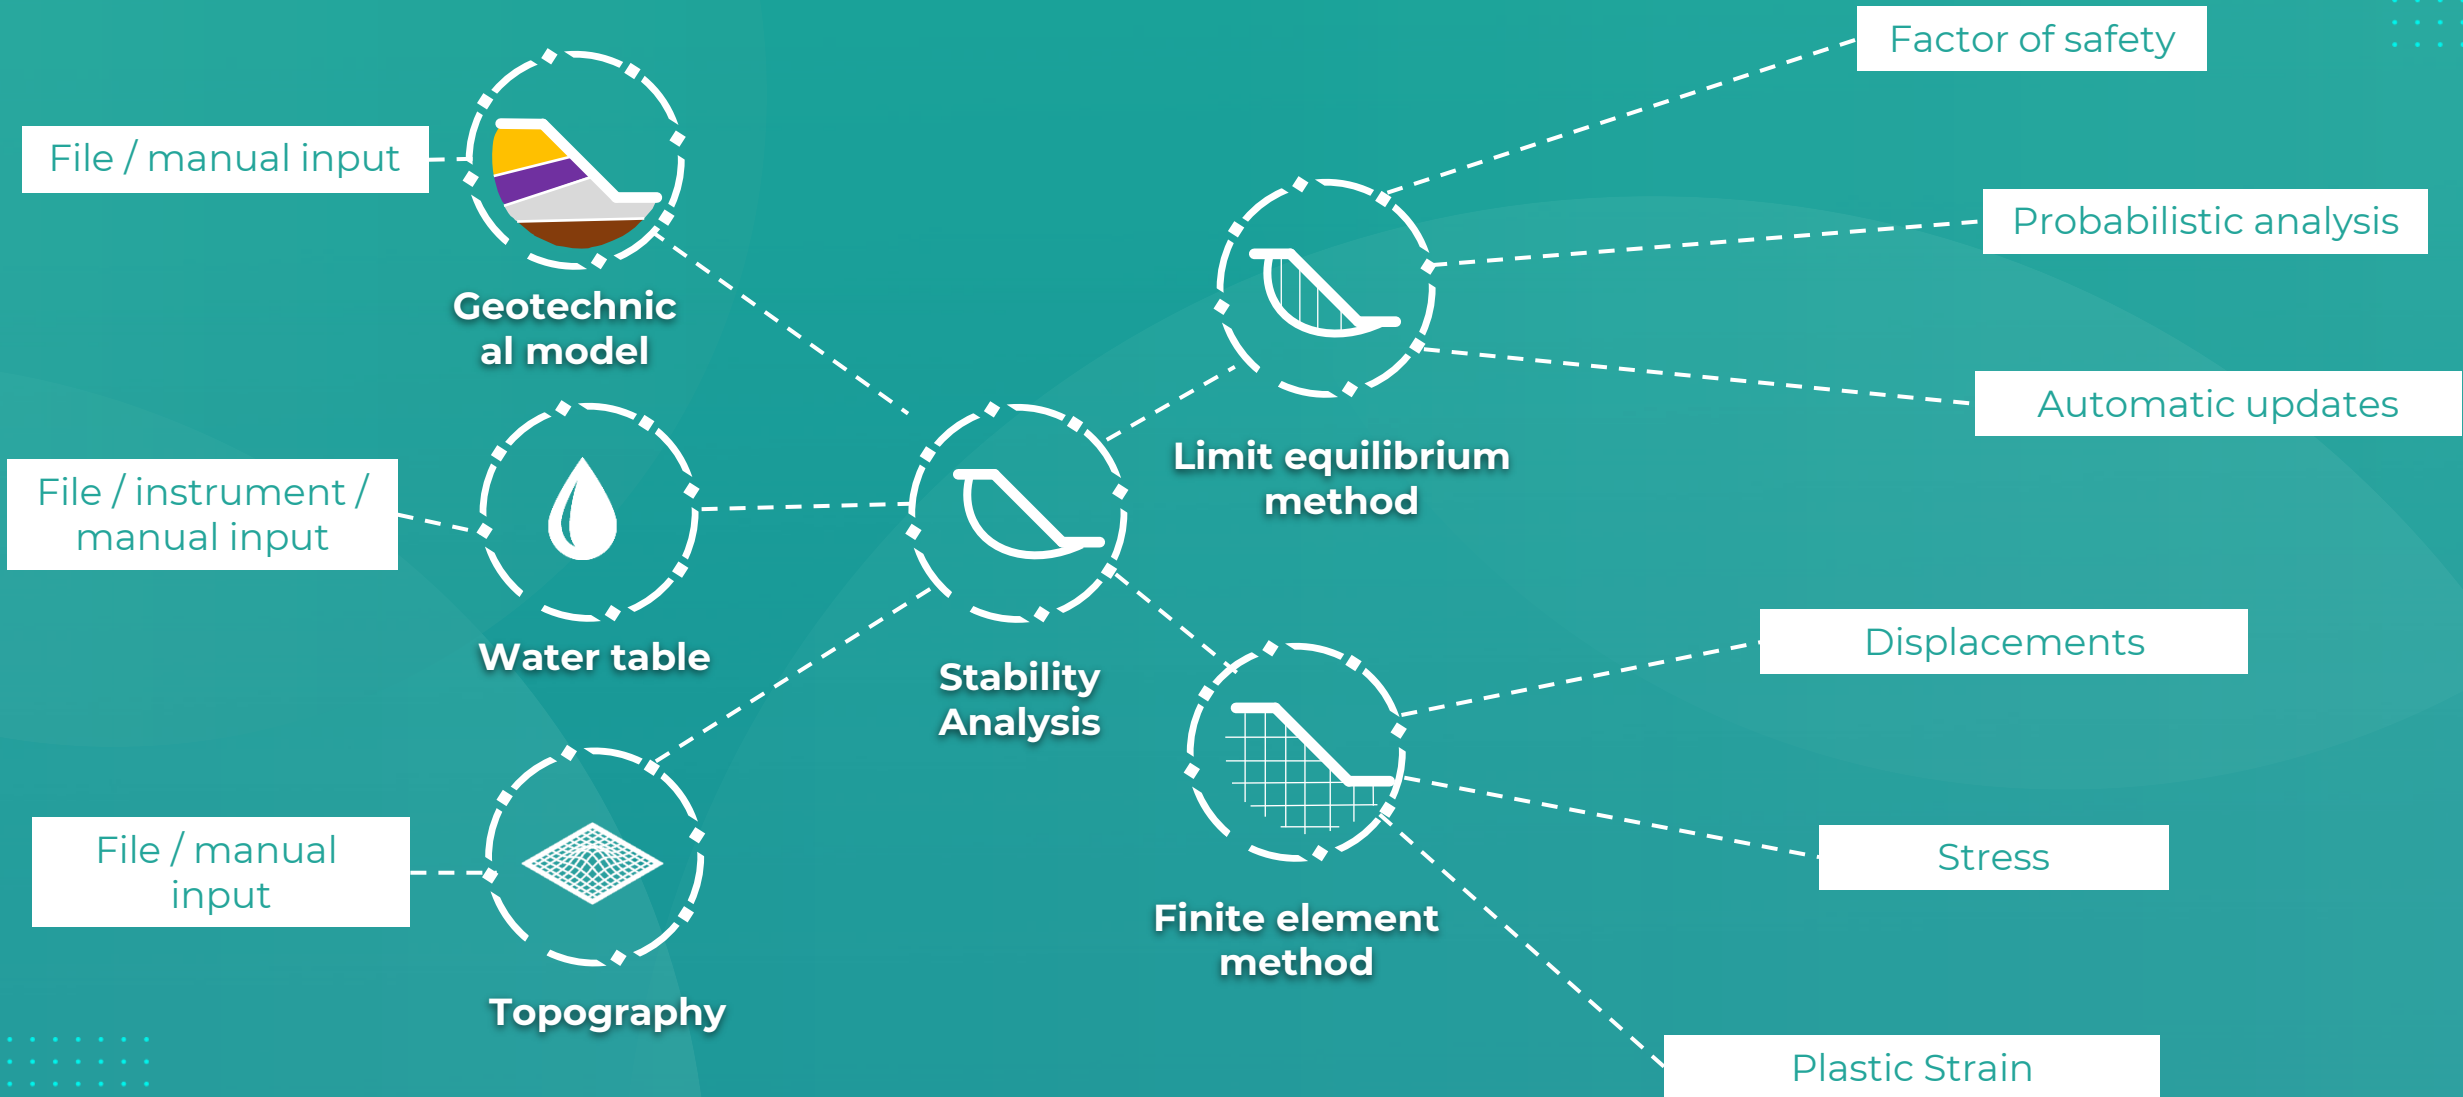 File / manual input
Geotechnic
al model
File / instrument /
manual input
Water table
File / manual
input
Topography
Stability
Analysis
Limit equilibrium
method
Finite element
method
Factor of safety
Probabilistic analysis
Automatic updates
Displacements
Stress
Plastic Strain